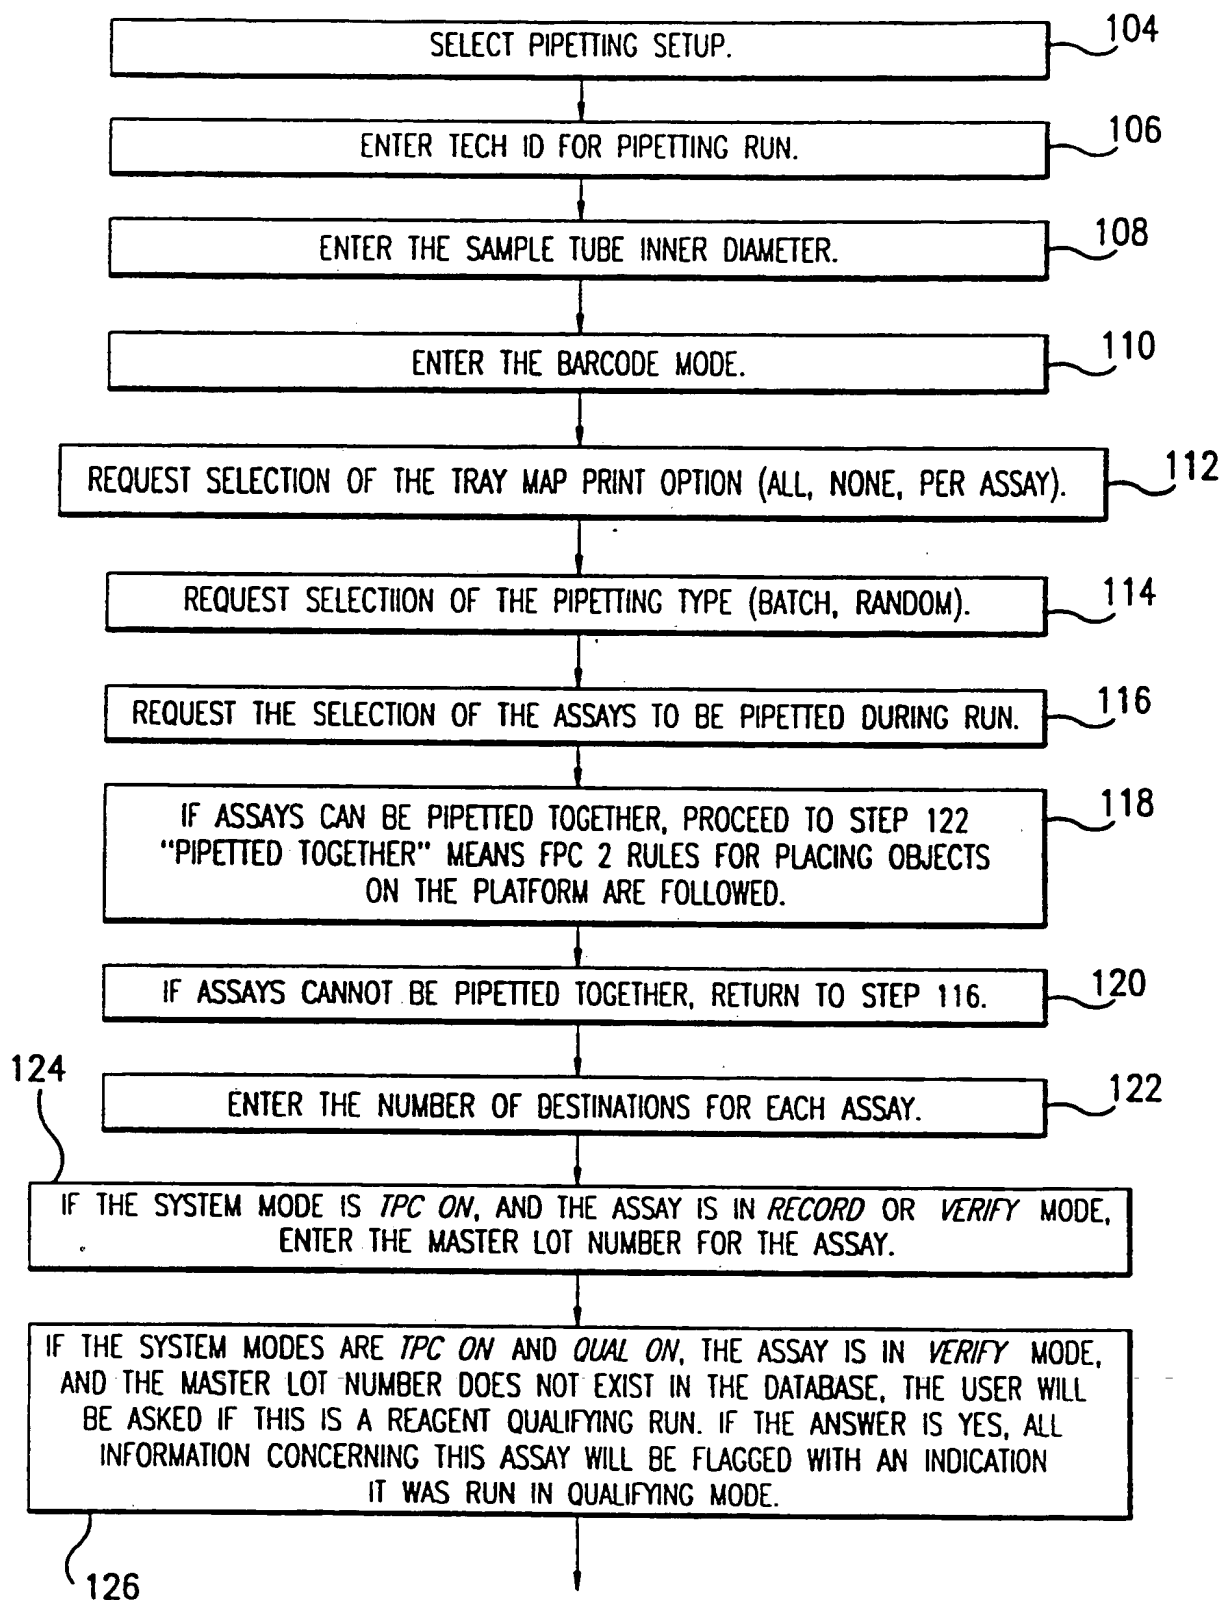 SELECT PIPETTING SETUP.
104
ENTER TECH ID FOR PIPETTING RUN.
106
ENTER THE SAMPLE TUBE INNER DIAMETER.
108
ENTER THE BARCODE MODE.
110
REQUEST SELECTION OF THE TRAY MAP PRINT OPTION (ALL, NONE, PER ASSAY).
112
REQUEST SELECTIION OF THE PIPETTING TYPE (BATCH, RANDOM).
114
REQUEST THE SELECTION OF THE ASSAYS TO BE PIPETTED DURING RUN.
116
IF ASSAYS CAN BE PIPETTED TOGETHER, PROCEED TO STEP 122
"PIPETTED TOGETHER" MEANS FPC 2 RULES FOR PLACING OBJECTS
ON THE PLATFORM ARE FOLLOWED.
118
IF ASSAYS CANNOT BE PIPETTED TOGETHER, RETURN TO STEP 116.
120
ENTER THE NUMBER OF DESTINATIONS FOR EACH ASSAY.
122
124
IF THE SYSTEM MODE IS TPC ON, AND THE ASSAY IS IN RECORD OR VERIFY MODE,
ENTER THE MASTER LOT NUMBER FOR THE ASSAY.
IF THE SYSTEM MODES ARE TPC ON AND QUAL ON, THE ASSAY IS IN VERIFY MODE,
AND THE MASTER LOT NUMBER DOES NOT EXIST IN THE DATABASE, THE USER WILL
BE ASKED IF THIS IS A REAGENT QUALIFYING RUN. IF THE ANSWER IS YES, ALL
INFORMATION CONCERNING THIS ASSAY WILL BE FLAGGED WITH AN INDICATION
IT WAS RUN IN QUALIFYING MODE.
126